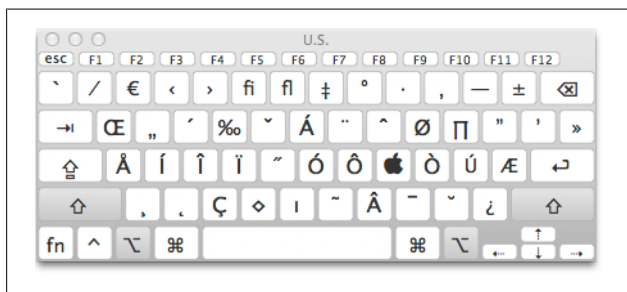 U.S.
esc F1 F2 F3 F4 F5 F6 F7 F8 F9 F10 F11 F12
` ⁄ € ‹ › ﬁ ﬂ ‡ ° · ‚ — ± ⌫
⇥ Œ „ ´ ‰ ˇ Á ¨ ˆ Ø ∏ ” ’ »
⇪ Å Í Î Ï ˝ Ó Ô  Ò Ú Æ ↩
⇧ ¸ ˛ Ç ◊ ı ˜ Â ¯ ˘ ¿ ⇧
fn ^ ⌥ ⌘ ⌘ ⌥ ⇠ ⇡ ⇣ ⇢